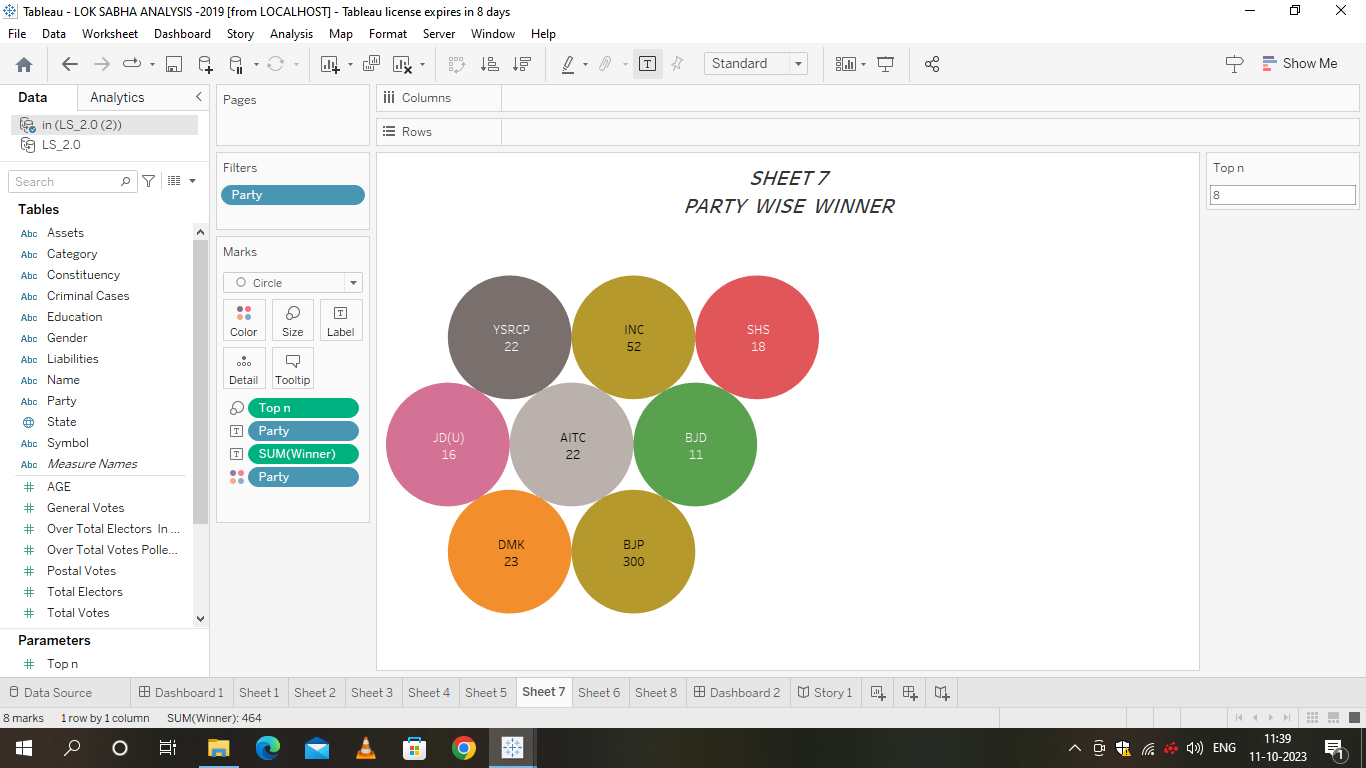 Tableau - LOK SABHA ANALYSIS -2019 [from LOCALHOST] - Tableau license expires in 8 days
File Data Worksheet Dashboard Story Analysis Map Format Server Window Help
Standard
Show Me
Data Analytics
in (LS_2.0 (2))
LS_2.0
Search
Tables
Abc Assets
Abc Category
Abc Constituency
Abc Criminal Cases
Abc Education
Abc Gender
Abc Liabilities
Abc Name
Abc Party
State
Abc Symbol
Abc Measure Names
# AGE
# General Votes
# Over Total Electors In ...
# Over Total Votes Polle...
# Postal Votes
# Total Electors
# Total Votes
Parameters
# Top n
Pages
Filters
Party
Marks
Circle
Color Size Label
Detail Tooltip
Top n
Party
SUM(Winner)
Party
Columns
Rows
SHEET 7
PARTY WISE WINNER
YSRCP
22
INC
52
SHS
18
JD(U)
16
AITC
22
BJD
11
DMK
23
BJP
300
Top n
8
Data Source Dashboard 1 Sheet 1 Sheet 2 Sheet 3 Sheet 4 Sheet 5 Sheet 7 Sheet 6 Sheet 8 Dashboard 2 Story 1
8 marks 1 row by 1 column SUM(Winner): 464
ENG
11:39
11-10-2023
1